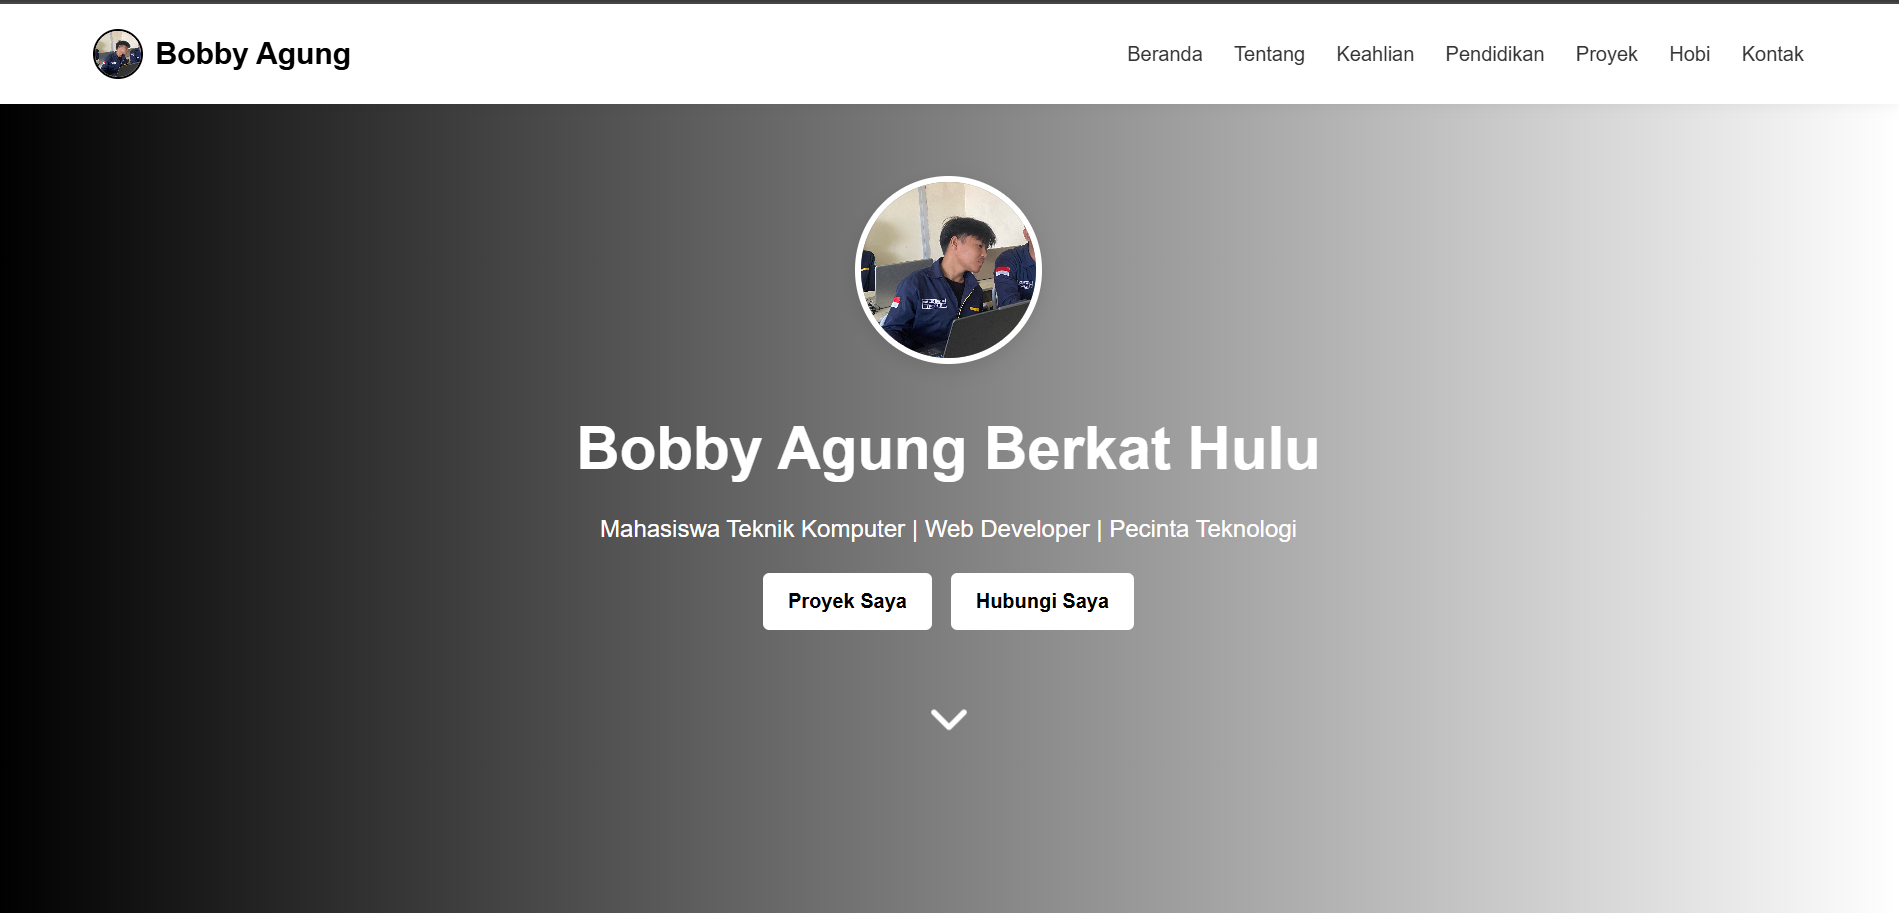 Bobby Agung
Beranda Tentang Keahlian Pendidikan Proyek Hobi Kontak
Bobby Agung Berkat Hulu
Mahasiswa Teknik Komputer | Web Developer | Pecinta Teknologi
Proyek Saya
Hubungi Saya